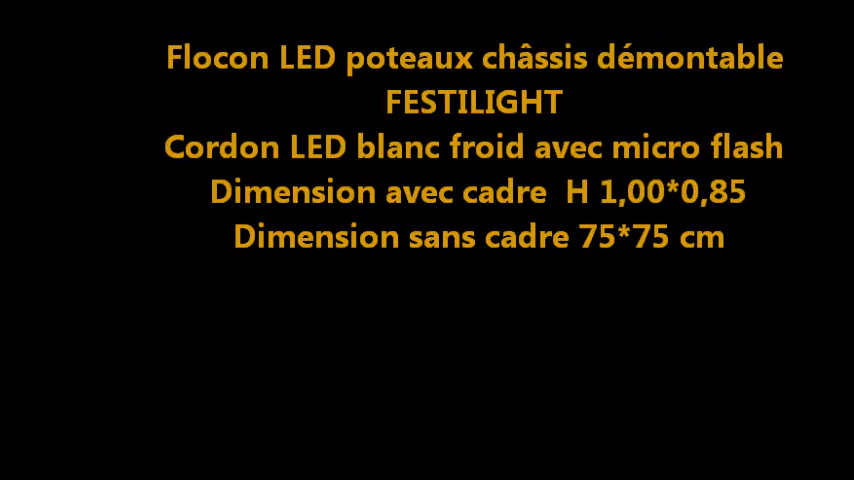 Flocon LED poteaux châssis démontable
FESTILIGHT
Cordon LED blanc froid avec micro flash
Dimension avec cadre  H 1,00*0,85
Dimension sans cadre 75*75 cm